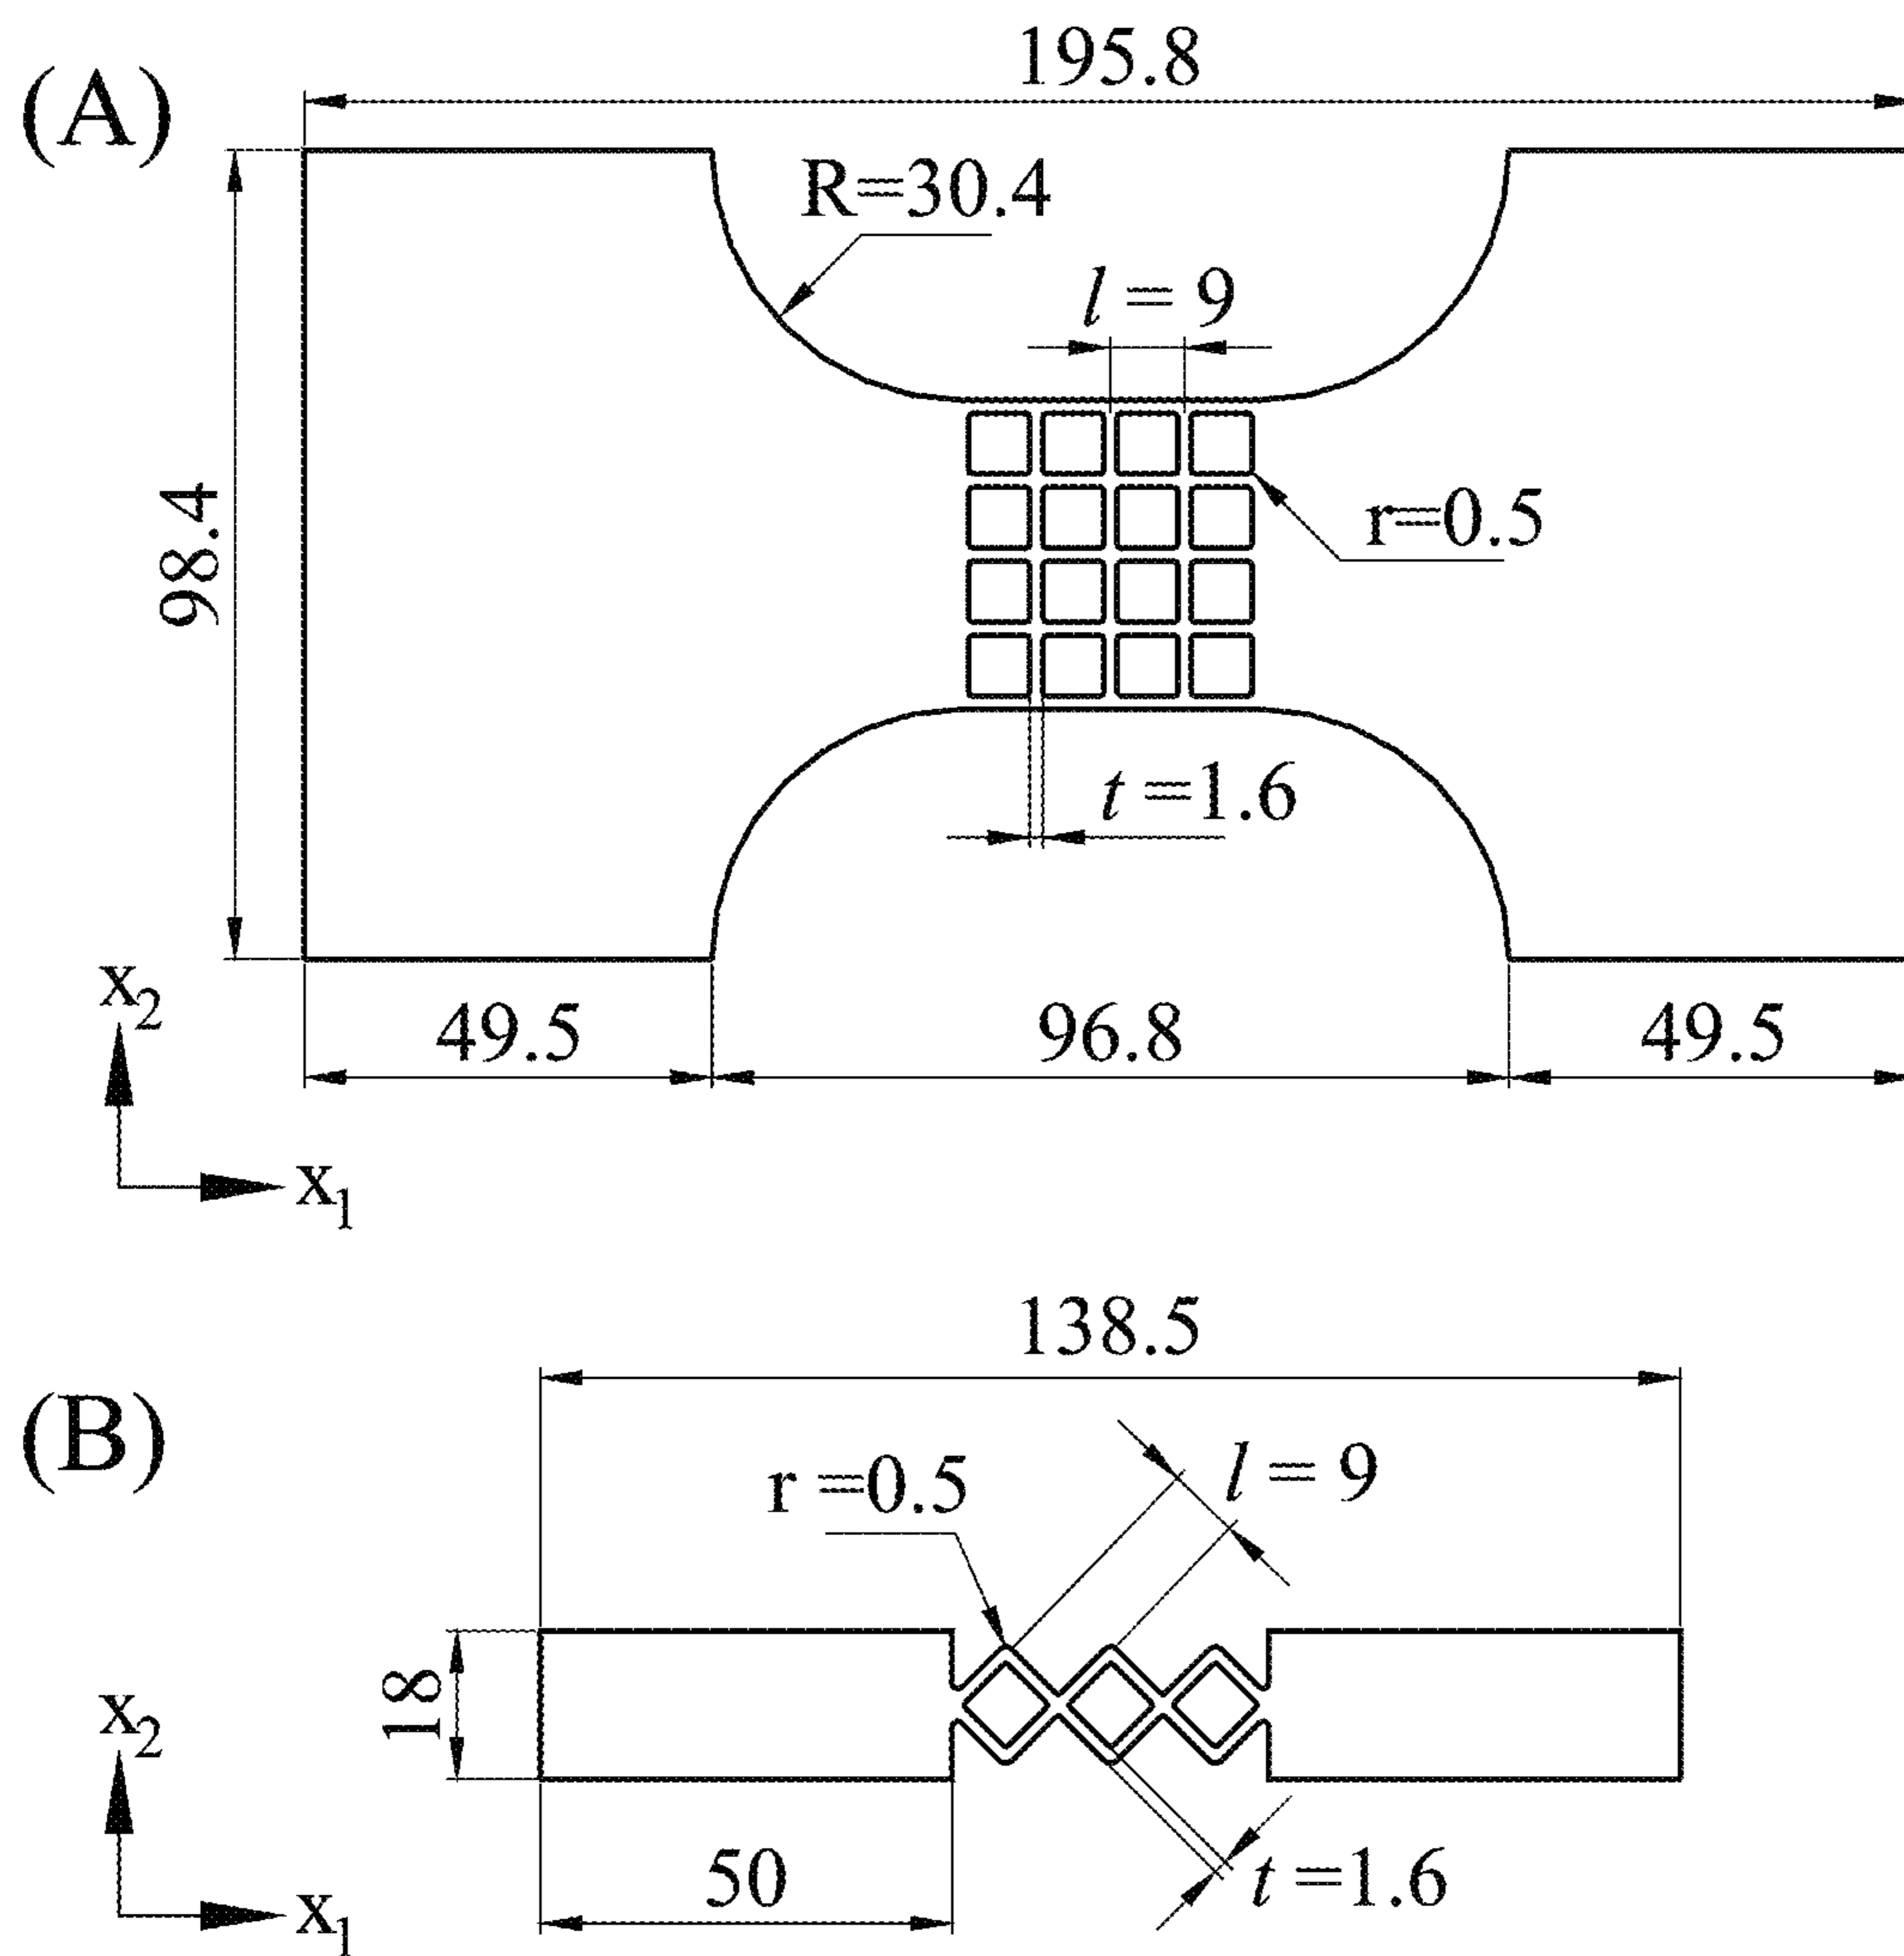 (A)
195.8
R=30.4
l = 9
98.4
r=0.5
t =1.6
x2
49.5
96.8
49.5
x1
(B)
138.5
r =0.5
l = 9
18
x2
50
t =1.6
x1